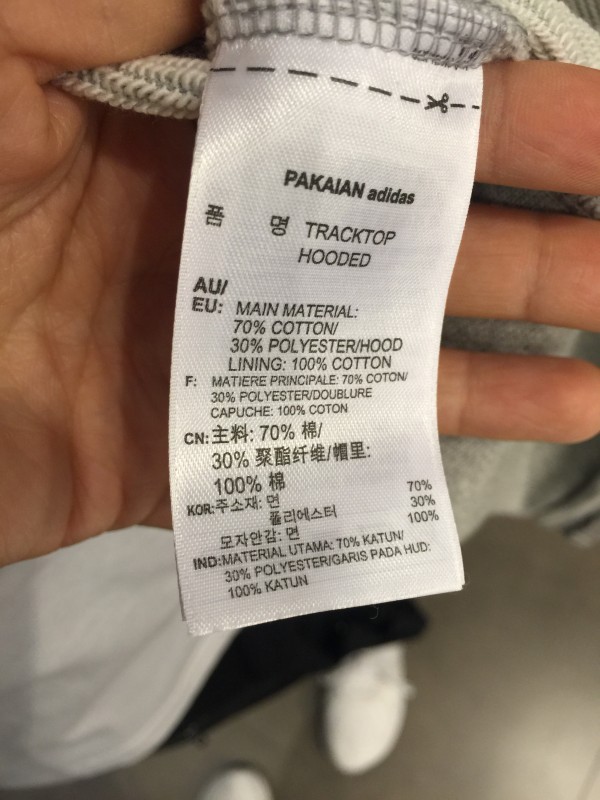 PAKAIAN adidas
품 명 TRACKTOP
HOODED
AU/
EU: MAIN MATERIAL:
70% COTTON/
30% POLYESTER/HOOD
LINING: 100% COTTON
F: MATIERE PRINCIPALE: 70% COTON/
30% POLYESTER/DOUBLURE
CAPUCHE: 100% COTON
CN: 主料: 70% 棉/
30% 聚酯纤维/帽里:
100% 棉
KOR: 주소재: 면 70%
폴리에스터 30%
모자안감: 면 100%
IND: MATERIAL UTAMA: 70% KATUN/
30% POLYESTER/GARIS PADA HUD:
100% KATUN